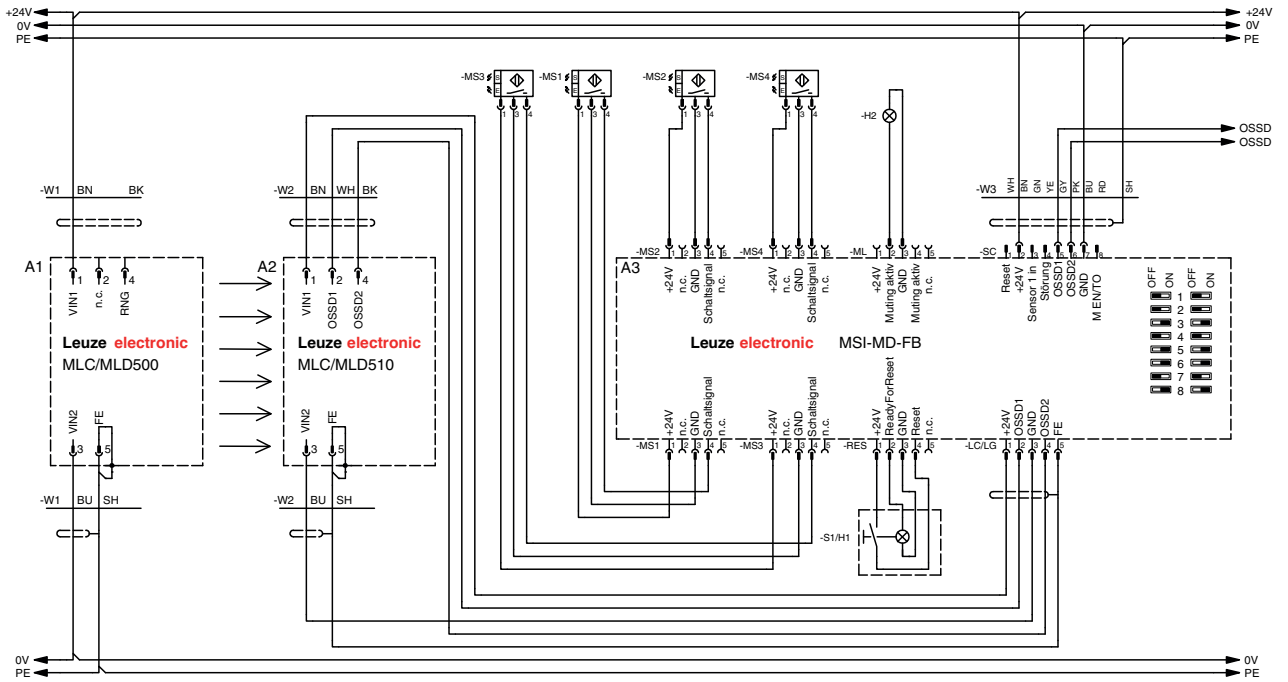 +24V
0V
PE
+24V
0V
PE
-MS3 S E 1 3 4
-MS1 S E 1 3 4
-MS2 S E 1 3 4
-MS4 S E 1 3 4
-H2
OSSD
OSSD
-W1 BN BK
-W2 BN WH BK
-W3 WH BN GN YE GY PK BU RD SH
A1
1 2 4
VIN1 n.c. RNG
Leuze electronic
MLC/MLD500
VIN2 FE
3 5
-W1 BU SH
A2
1 2 4
VIN1 OSSD1 OSSD2
Leuze electronic
MLC/MLD510
VIN2 FE
3 5
-W2 BU SH
A3
-MS2 1 2 3 4 5
+24V n.c. GND Schaltsignal n.c.
-MS4 1 2 3 4 5
+24V n.c. GND Schaltsignal n.c.
-ML 1 2 3 4 5
n.c. Muting aktiv GND Muting aktiv n.c.
-SC 1 2 3 4 5 6 7 8
Reset +24V Sensor 1 in Störung OSSD1 OSSD2 GND M EN/TO
OFF ON OFF ON
1
2
3
4
5
6
7
8
Leuze electronic MSI-MD-FB
+24V n.c. GND Schaltsignal n.c.
-MS1 1 2 3 4 5
+24V n.c. GND Schaltsignal n.c.
-MS3 1 2 3 4 5
+24V ReadyForReset GND Reset n.c.
-RES 1 2 3 4 5
+24V OSSD1 GND OSSD2 FE
-LC/LG 1 2 3 4 5
-S1/H1
0V
PE
0V
PE